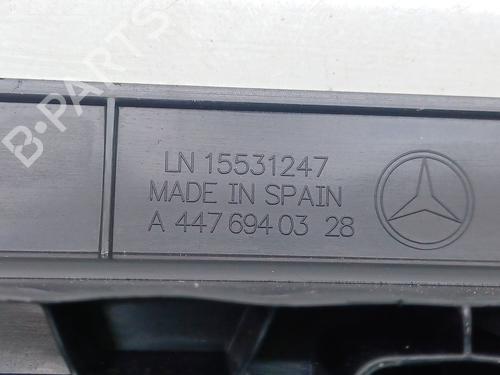 B-PARTS
LN 15531247
MADE IN SPAIN
A 447 694 03 28